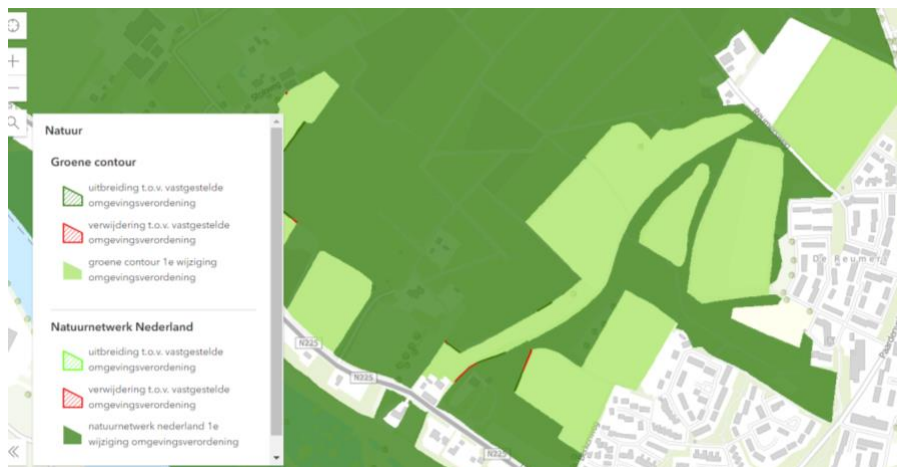 Natuur
Groene contour
uitbreiding t.o.v. vastgestelde
omgevingsverordening
verwijdering t.o.v. vastgestelde
omgevingsverordening
groene contour 1e wijziging
omgevingsverordening
Natuurnetwerk Nederland
uitbreiding t.o.v. vastgestelde
omgevingsverordening
verwijdering t.o.v. vastgestelde
omgevingsverordening
natuurnetwerk nederland 1e
wijziging omgevingsverordening
N225
N225
N225
De Reumer